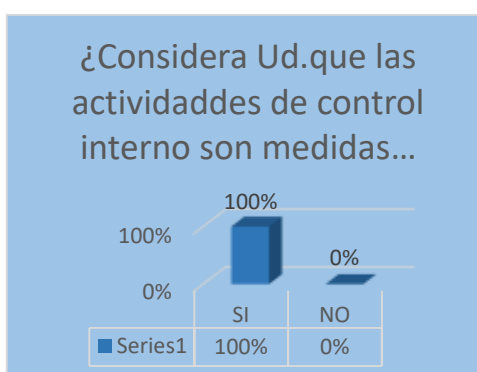 ¿Considera Ud.que las
actividaddes de control
interno son medidas...
100%
100%
0%
0%
SI NO
Series1 100% 0%